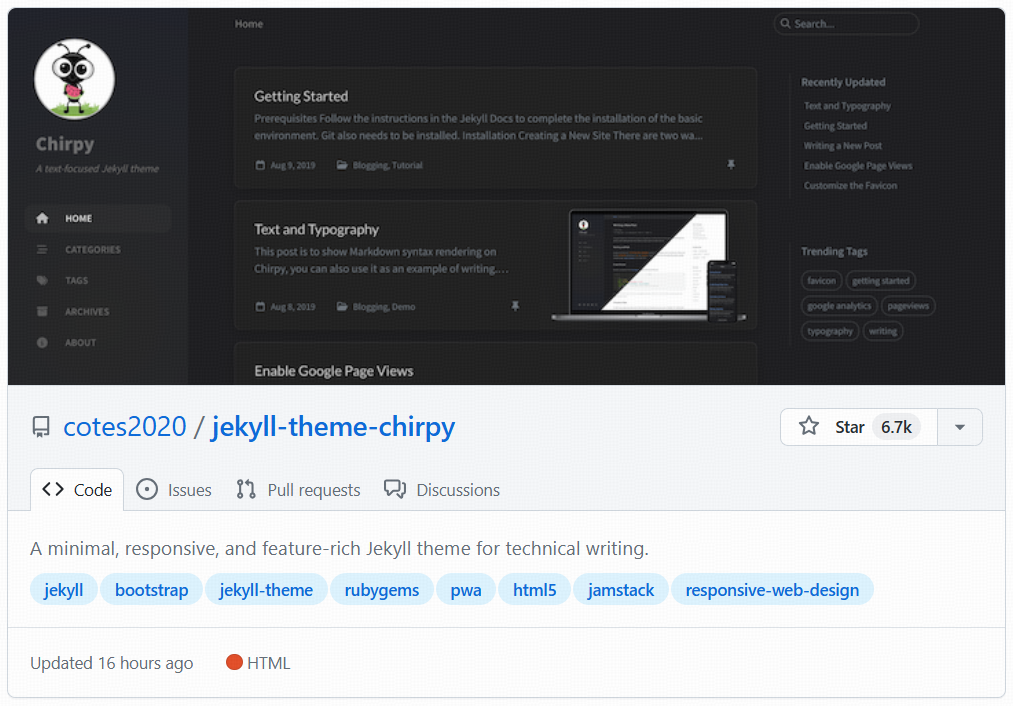 Home
Search...
Chirpy
A text-focused Jekyll theme
HOME
CATEGORIES
TAGS
ARCHIVES
ABOUT
Getting Started
Prerequisites Follow the instructions in the Jekyll Docs to complete the installation of the basic
environment. Git also needs to be installed. Installation Creating a New Site There are two wa...
Aug 9, 2019 Blogging, Tutorial
Text and Typography
This post is to show Markdown syntax rendering on
Chirpy, you can also use it as an example of writing....
Aug 8, 2019 Blogging, Demo
Enable Google Page Views
Recently Updated
Text and Typography
Getting Started
Writing a New Post
Enable Google Page Views
Customize the Favicon
Trending Tags
favicon getting started
google analytics pageviews
typography writing
cotes2020 / jekyll-theme-chirpy
Star 6.7k
Code Issues Pull requests Discussions
A minimal, responsive, and feature-rich Jekyll theme for technical writing.
jekyll bootstrap jekyll-theme rubygems pwa html5 jamstack responsive-web-design
Updated 16 hours ago HTML